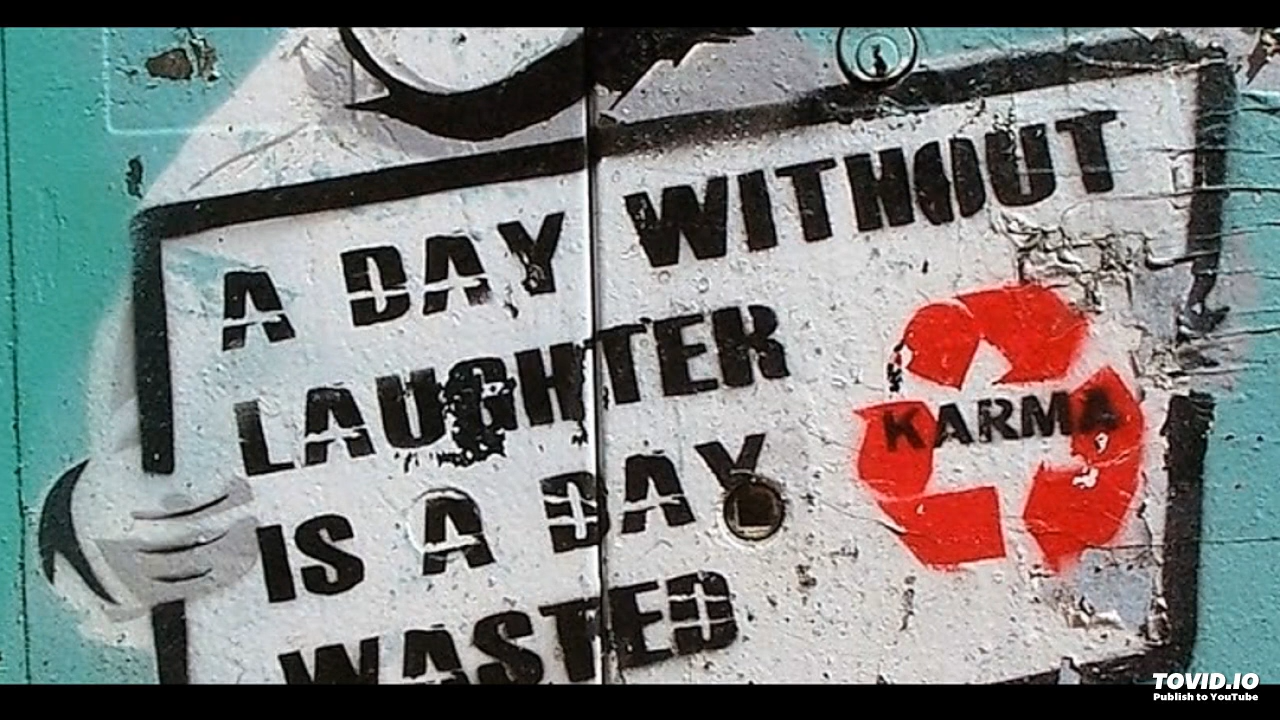 A DAY WITHOUT
LAUGHTER
IS A DAY
WASTED
KARMA
TOVID.IO
Publish to YouTube